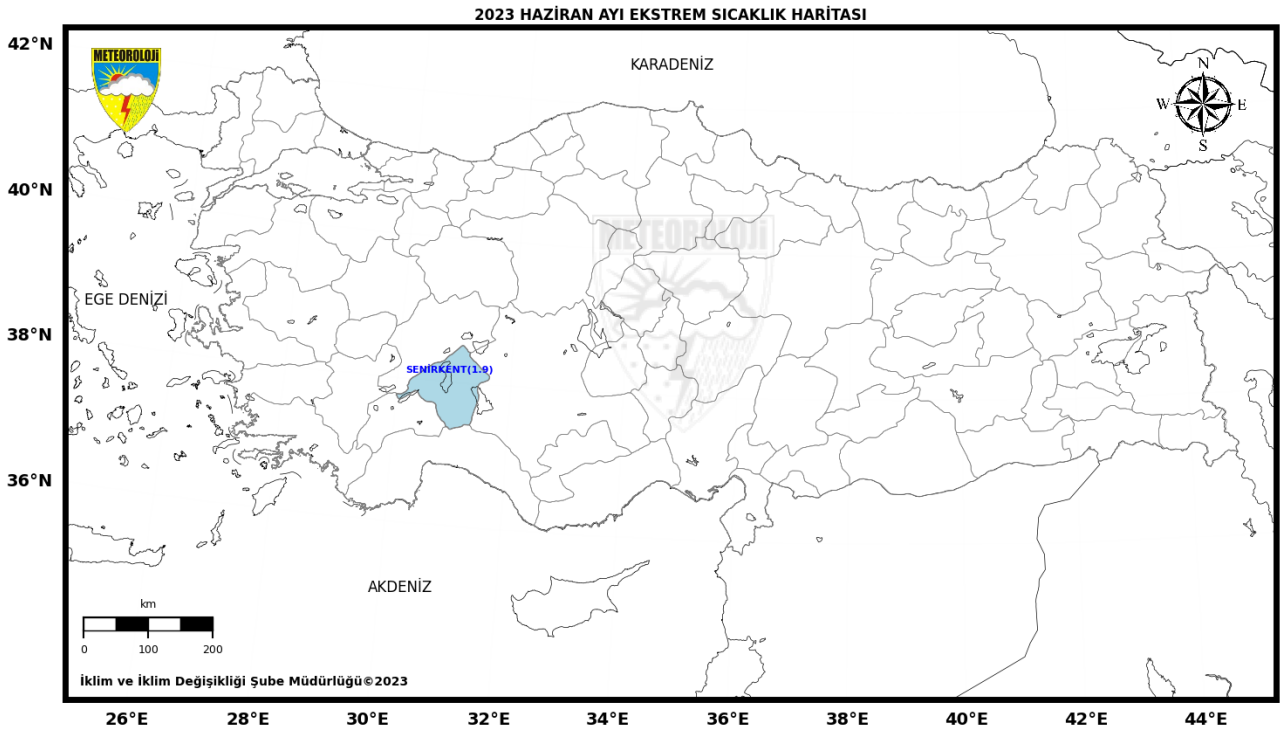 2023 HAZİRAN AYI EKSTREM SICAKLIK HARİTASI
42°N
METEOROLOJi
KARADENİZ
N
W E
S
40°N
METEOROLOJi
EGE DENİZİ
38°N
SENİRKENT(1.9)
36°N
AKDENİZ
km
0 100 200
İklim ve İklim Değişikliği Şube Müdürlüğü©2023
26°E 28°E 30°E 32°E 34°E 36°E 38°E 40°E 42°E 44°E